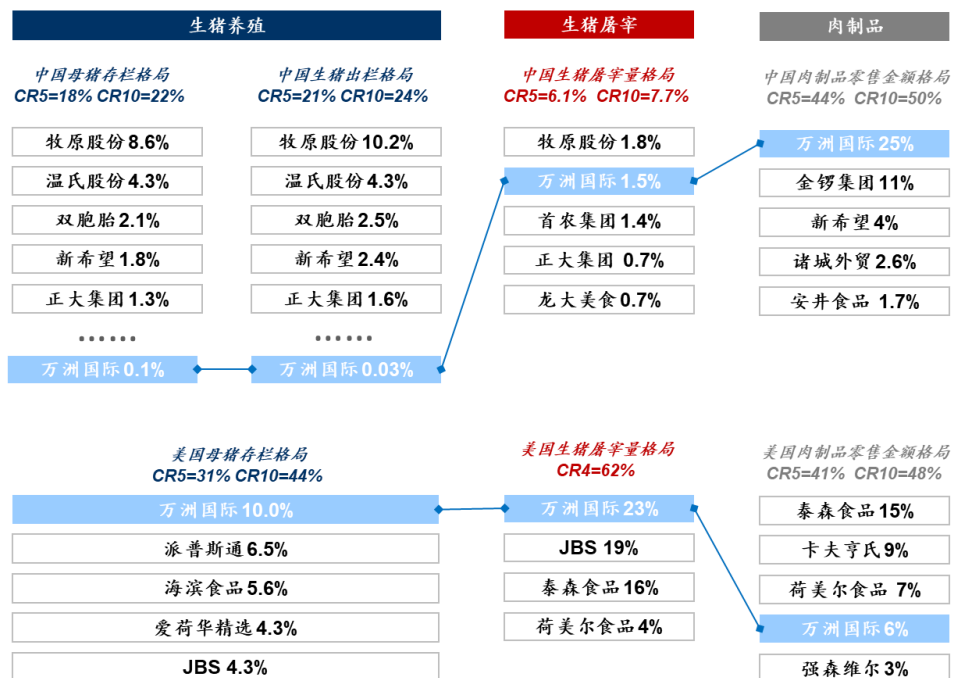 生猪养殖
生猪屠宰
肉制品
中国母猪存栏格局
CR5=18% CR10=22%
牧原股份8.6%
温氏股份4.3%
双胞胎2.1%
新希望1.8%
正大集团1.3%
……
万洲国际0.1%
中国生猪出栏格局
CR5=21% CR10=24%
牧原股份10.2%
温氏股份4.3%
双胞胎2.5%
新希望2.4%
正大集团1.6%
……
万洲国际0.03%
中国生猪屠宰量格局
CR5=6.1% CR10=7.7%
牧原股份1.8%
万洲国际1.5%
首农集团1.4%
正大集团 0.7%
龙大美食0.7%
中国肉制品零售金额格局
CR5=44% CR10=50%
万洲国际25%
金锣集团11%
新希望4%
诸城外贸2.6%
安井食品 1.7%
美国母猪存栏格局
CR5=31% CR10=44%
万洲国际10.0%
派普斯通6.5%
海滨食品5.6%
爱荷华精选4.3%
JBS 4.3%
美国生猪屠宰量格局
CR4=62%
万洲国际23%
JBS 19%
泰森食品16%
荷美尔食品4%
美国肉制品零售金额格局
CR5=41% CR10=48%
泰森食品15%
卡夫亨氏9%
荷美尔食品 7%
万洲国际6%
强森维尔3%